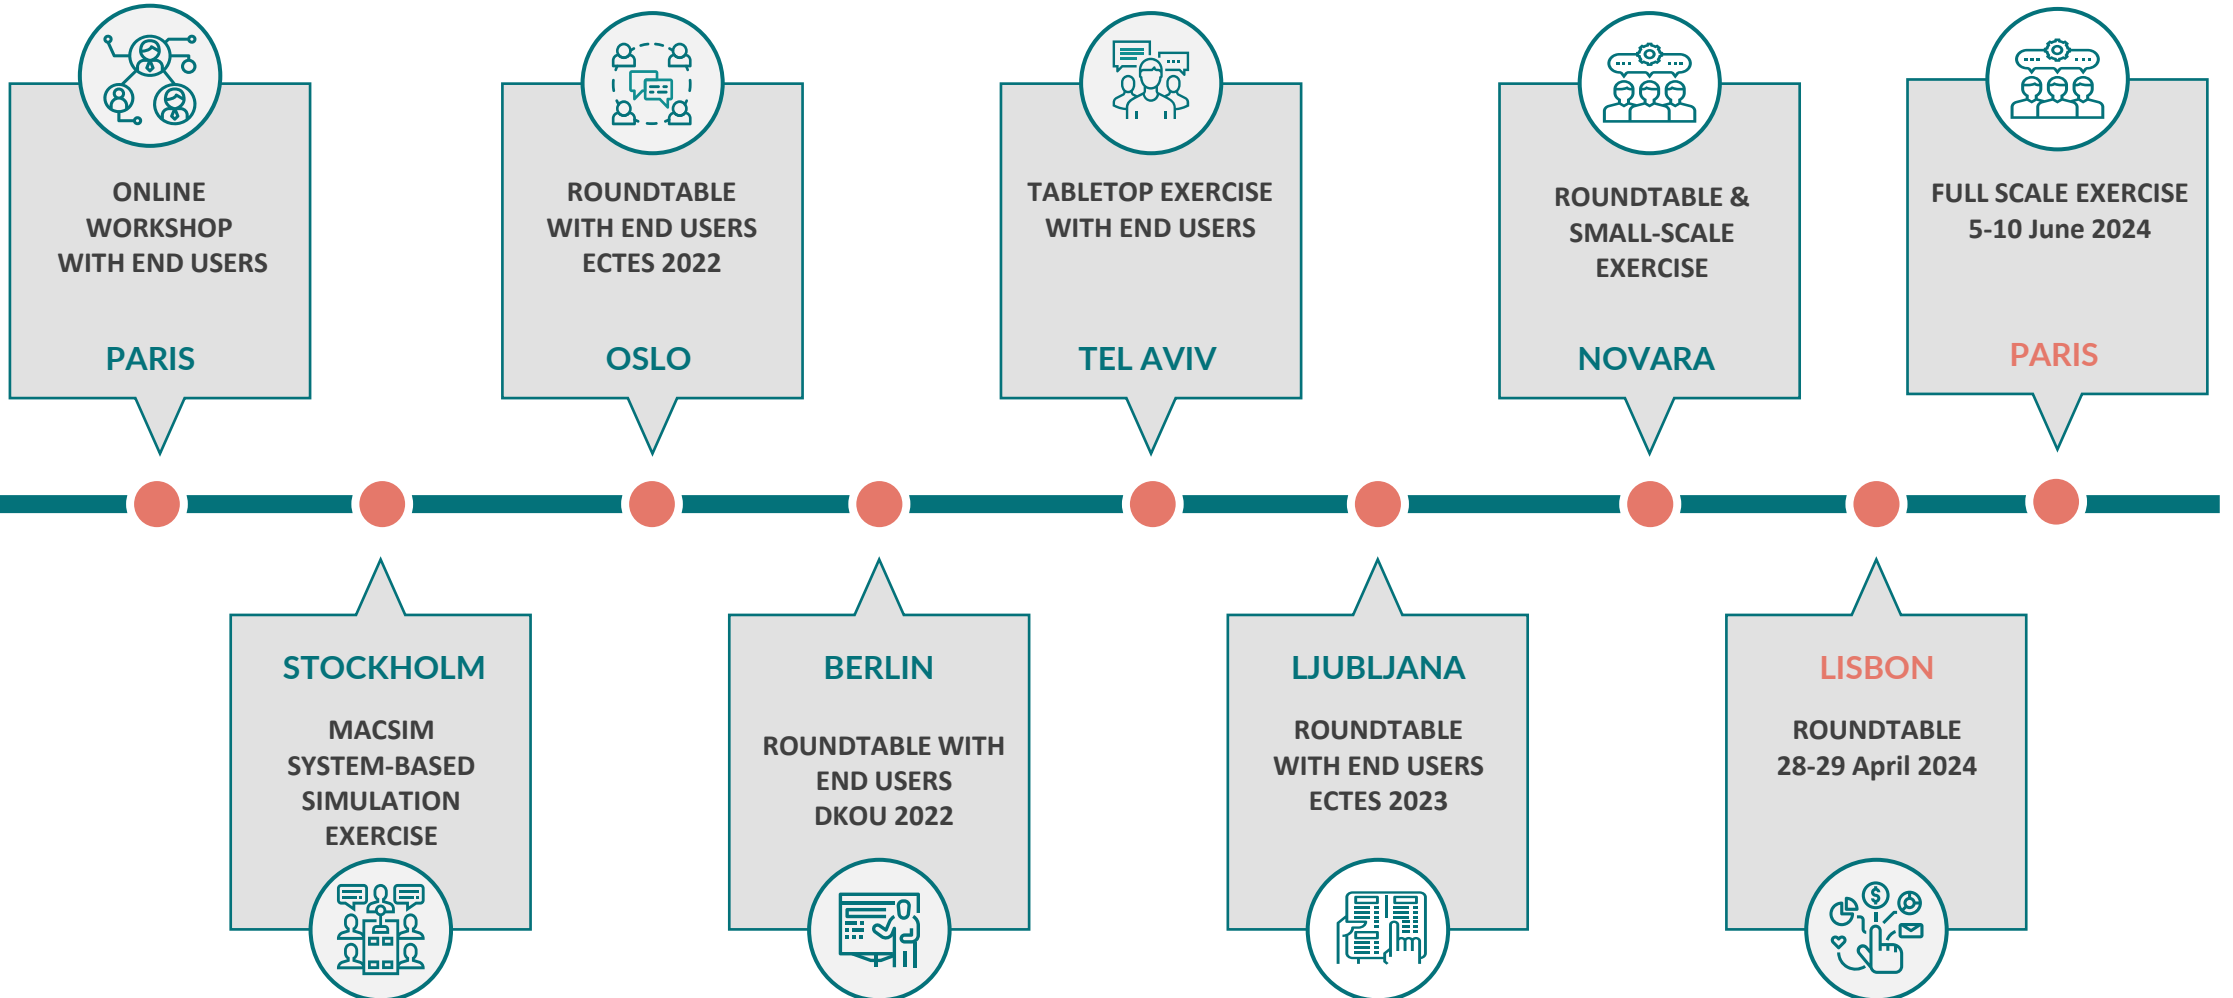 ONLINE
WORKSHOP
WITH END USERS
PARIS
ROUNDTABLE
WITH END USERS
ECTES 2022
OSLO
TABLETOP EXERCISE
WITH END USERS
TEL AVIV
ROUNDTABLE &
SMALL-SCALE
EXERCISE
NOVARA
FULL SCALE EXERCISE
5-10 June 2024
PARIS
STOCKHOLM
MACSIM
SYSTEM-BASED
SIMULATION
EXERCISE
BERLIN
ROUNDTABLE WITH
END USERS
DKOU 2022
LJUBLJANA
ROUNDTABLE
WITH END USERS
ECTES 2023
LISBON
ROUNDTABLE
28-29 April 2024